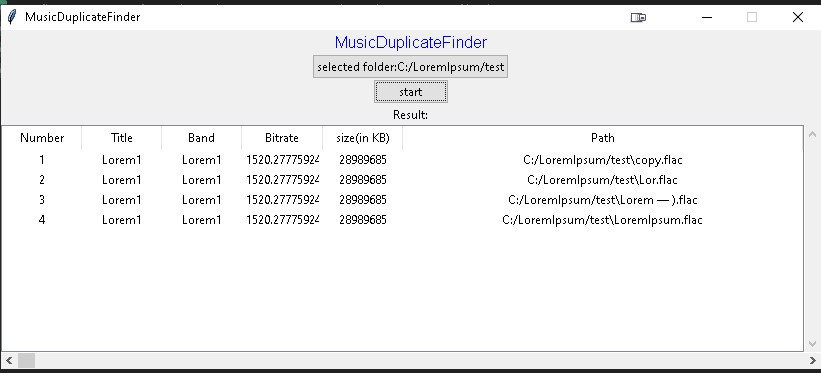 MusicDuplicateFinder
MusicDuplicateFinder
selected folder:C:/LoremIpsum/test
start
Result:
Number Title Band Bitrate size(in KB) Path
1 Lorem1 Lorem1 1520.27775924 28989685 C:/LoremIpsum/test\copy.flac
2 Lorem1 Lorem1 1520.27775924 28989685 C:/LoremIpsum/test\Lor.flac
3 Lorem1 Lorem1 1520.27775924 28989685 C:/LoremIpsum/test\Lorem — ).flac
4 Lorem1 Lorem1 1520.27775924 28989685 C:/LoremIpsum/test\LoremIpsum.flac